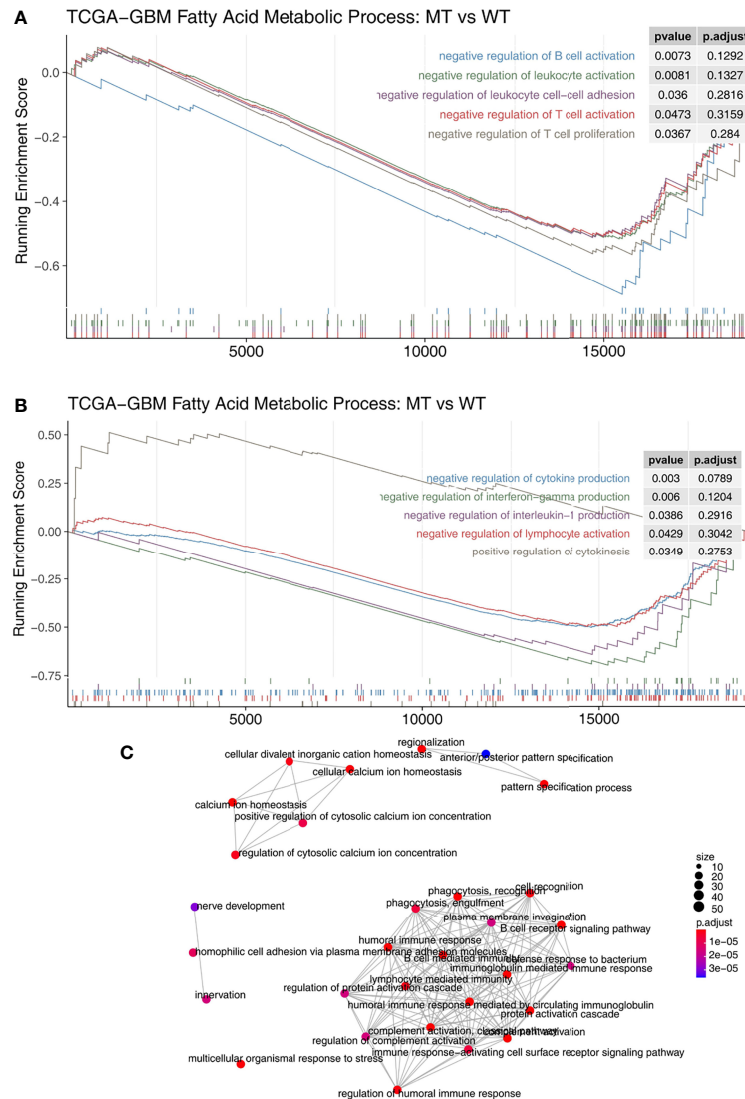 A
TCGA-GBM Fatty Acid Metabolic Process: MT vs WT
Running Enrichment Score
0.0
-0.2
-0.4
-0.6
pvalue p.adjust
negative regulation of B cell activation 0.0073 0.1292
negative regulation of leukocyte activation 0.0081 0.1327
negative regulation of leukocyte cell-cell adhesion 0.036 0.2816
negative regulation of T cell activation 0.0473 0.3159
negative regulation of T cell proliferation 0.0367 0.284
5000 10000 15000
B
TCGA-GBM Fatty Acid Metabolic Process: MT vs WT
Running Enrichment Score
0.50
0.25
0.00
-0.25
-0.50
-0.75
pvalue p.adjust
negative regulation of cytokine production 0.003 0.0789
negative regulation of interferon-gamma production 0.006 0.1204
negative regulation of interleukin-1 production 0.0386 0.2916
negative regulation of lymphocyte activation 0.0429 0.3042
positive regulation of cytokinesis 0.0349 0.2753
5000 10000 15000
C
regionalization
cellular divalent inorganic cation homeostasis
anterior/posterior pattern specification
cellular calcium ion homeostasis
pattern specification process
calcium ion homeostasis
positive regulation of cytosolic calcium ion concentration
regulation of cytosolic calcium ion concentration
size
10
20
30
40
50
p.adjust
1e-05
2e-05
3e-05
cell recognition
phagocytosis, recognition
phagocytosis, engulfment
nerve development
plasma membrane invagination
B cell receptor signaling pathway
humoral immune response
homophilic cell adhesion via plasma membrane adhesion molecules
B cell mediated immunity
defense response to bacterium
immunoglobulin mediated immune response
lymphocyte mediated immunity
regulation of protein activation cascade
innervation
humoral immune response mediated by circulating immunoglobulin
protein activation cascade
complement activation, classical pathway
complement activation
regulation of complement activation
immune response-activating cell surface receptor signaling pathway
multicellular organismal response to stress
regulation of humoral immune response